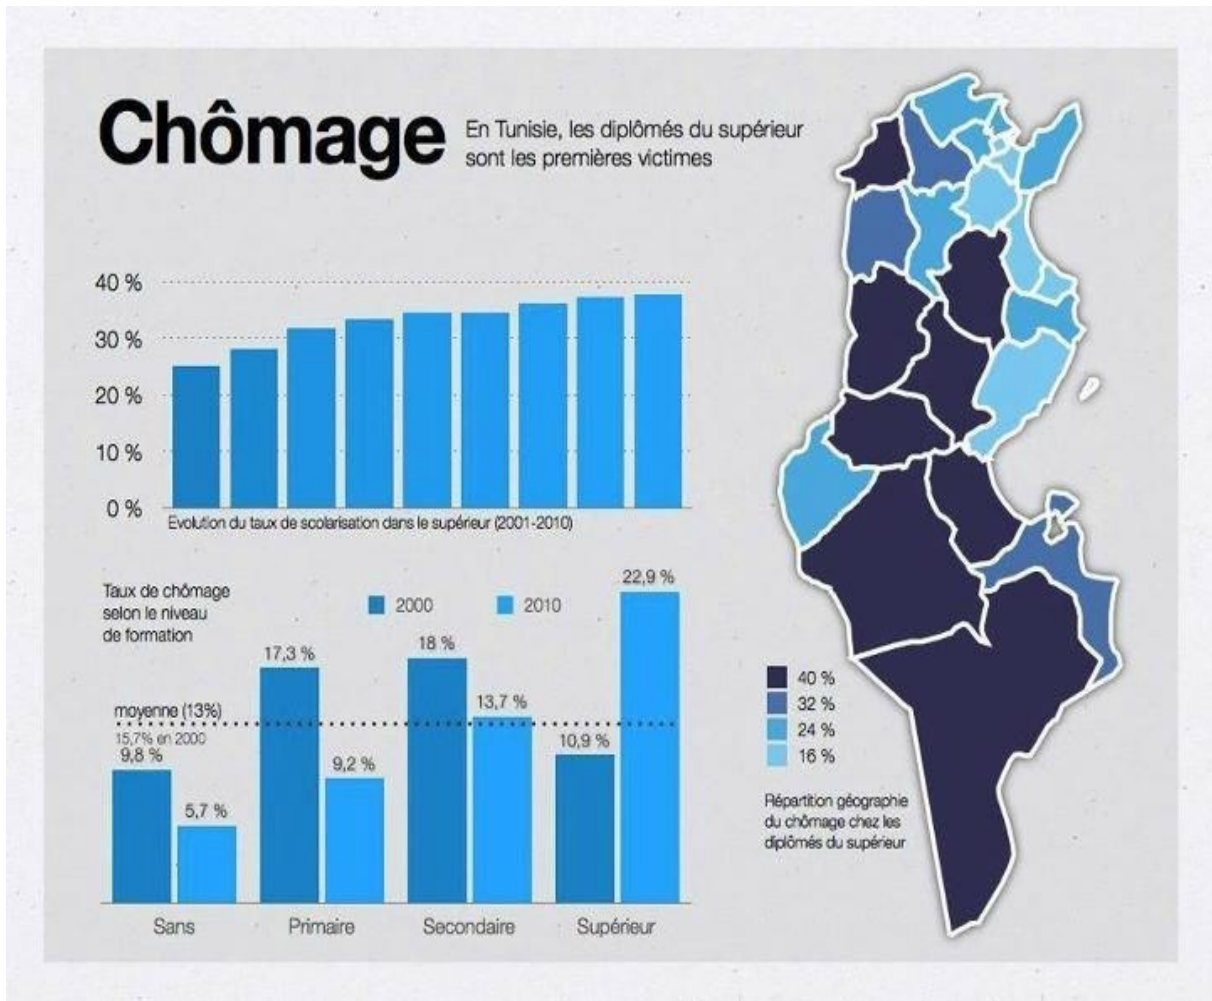 Chômage
En Tunisie, les diplômés du supérieur
sont les premières victimes
40 %
30 %
20 %
10 %
0 %
Evolution du taux de scolarisation dans le supérieur (2001-2010)
Taux de chômage
selon le niveau
de formation
2000
2010
moyenne (13%)
15,7% en 2000
9,8 %
5,7 %
17,3 %
9,2 %
18 %
13,7 %
10,9 %
22,9 %
Sans
Primaire
Secondaire
Supérieur
40 %
32 %
24 %
16 %
Répartition géographie
du chômage chez les
diplômés du supérieur